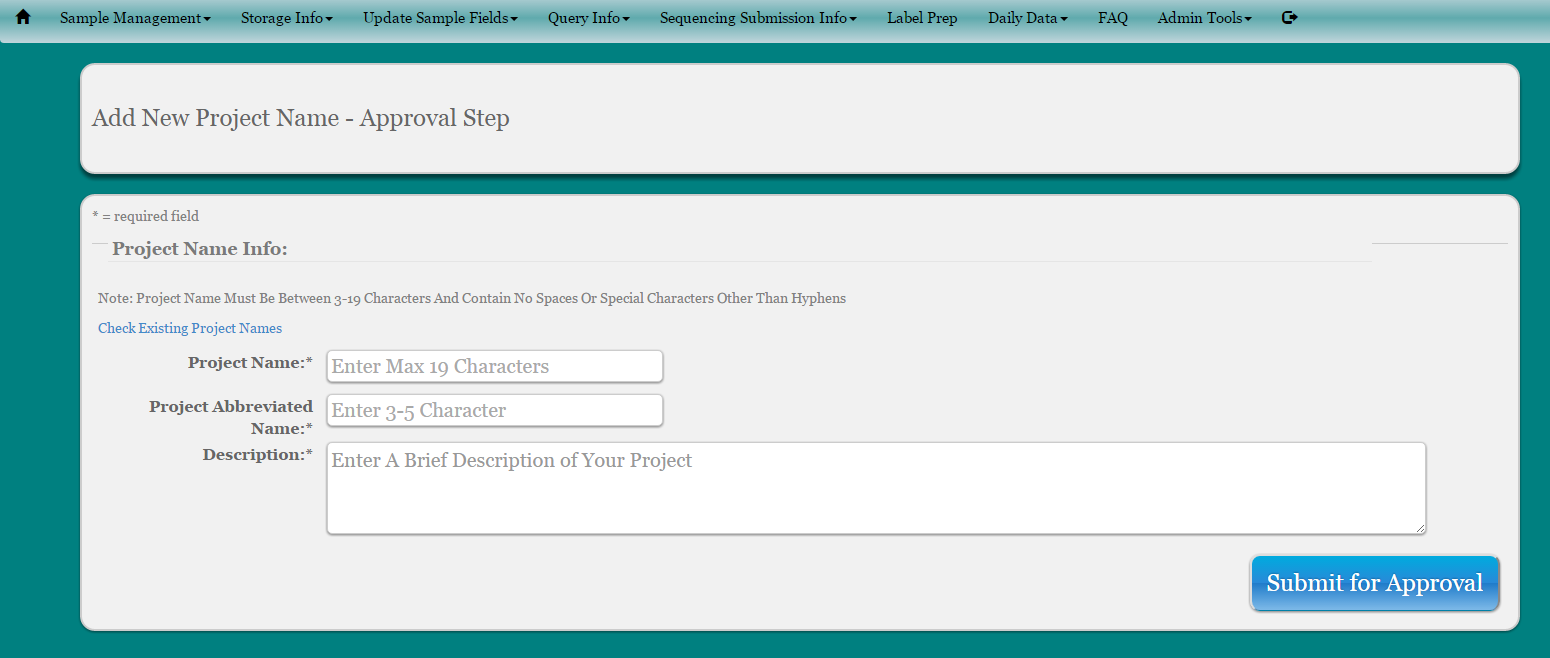 Sample Management Storage Info Update Sample Fields Query Info Sequencing Submission Info Label Prep Daily Data FAQ Admin Tools
Add New Project Name - Approval Step
* = required field
Project Name Info:
Note: Project Name Must Be Between 3-19 Characters And Contain No Spaces Or Special Characters Other Than Hyphens
Check Existing Project Names
Project Name:* Enter Max 19 Characters
Project Abbreviated Enter 3-5 Character
Name:*
Description:* Enter A Brief Description of Your Project
Submit for Approval